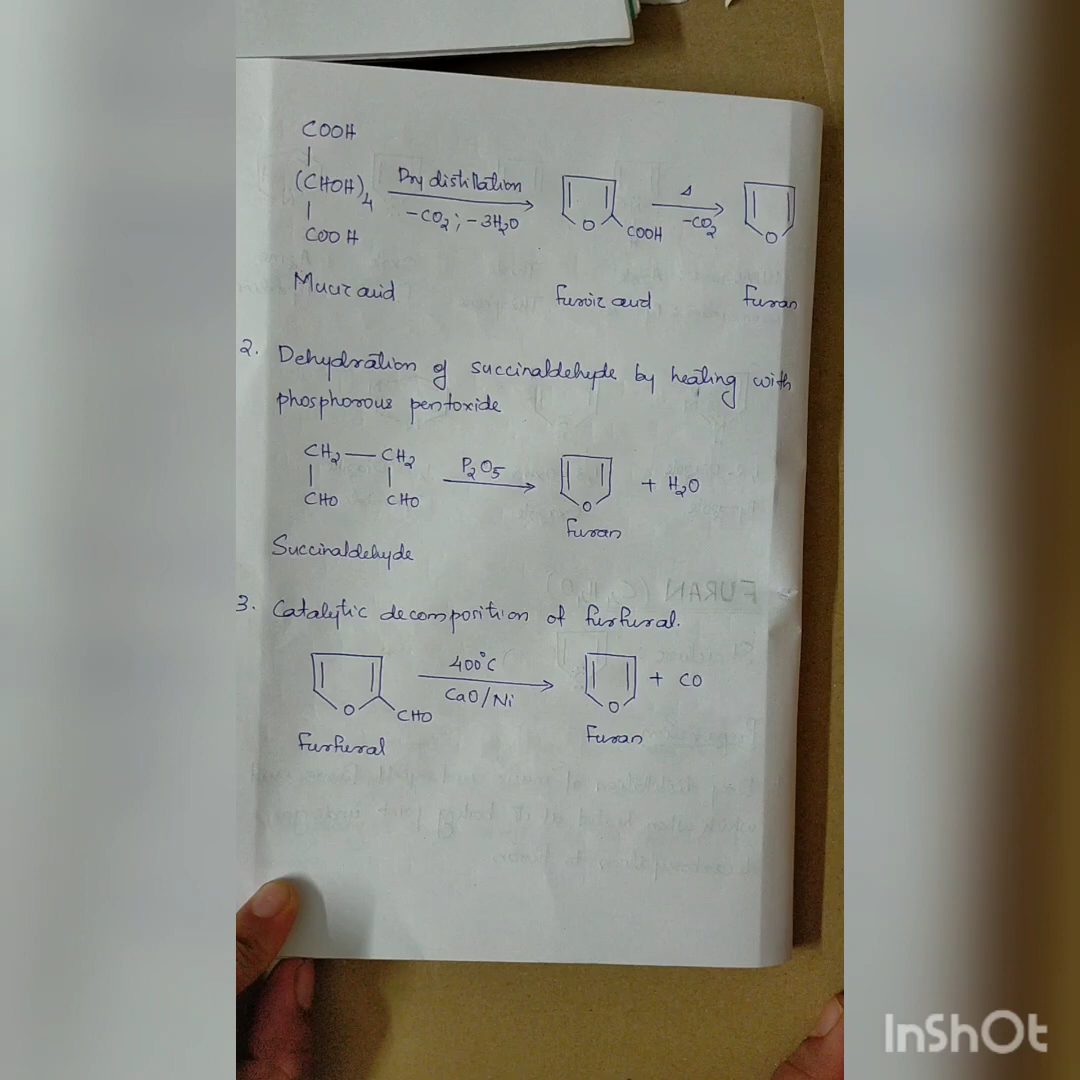 COOH
(CHOH)4
COOH
Dry distillation
-CO2 ; -3H2O
O
COOH
Δ
-CO2
O
Mucic acid
Furoic acid
Furan
2. Dehydration of succinaldehyde by heating with
phosphorous pentoxide
CH2 — CH2
CHO CHO
P2O5
O
+ H2O
Furan
Succinaldehyde
3. Catalytic decomposition of furfural.
400°C
CaO/Ni
O
CHO
O
+ CO
Furfural
Furan
InShOt